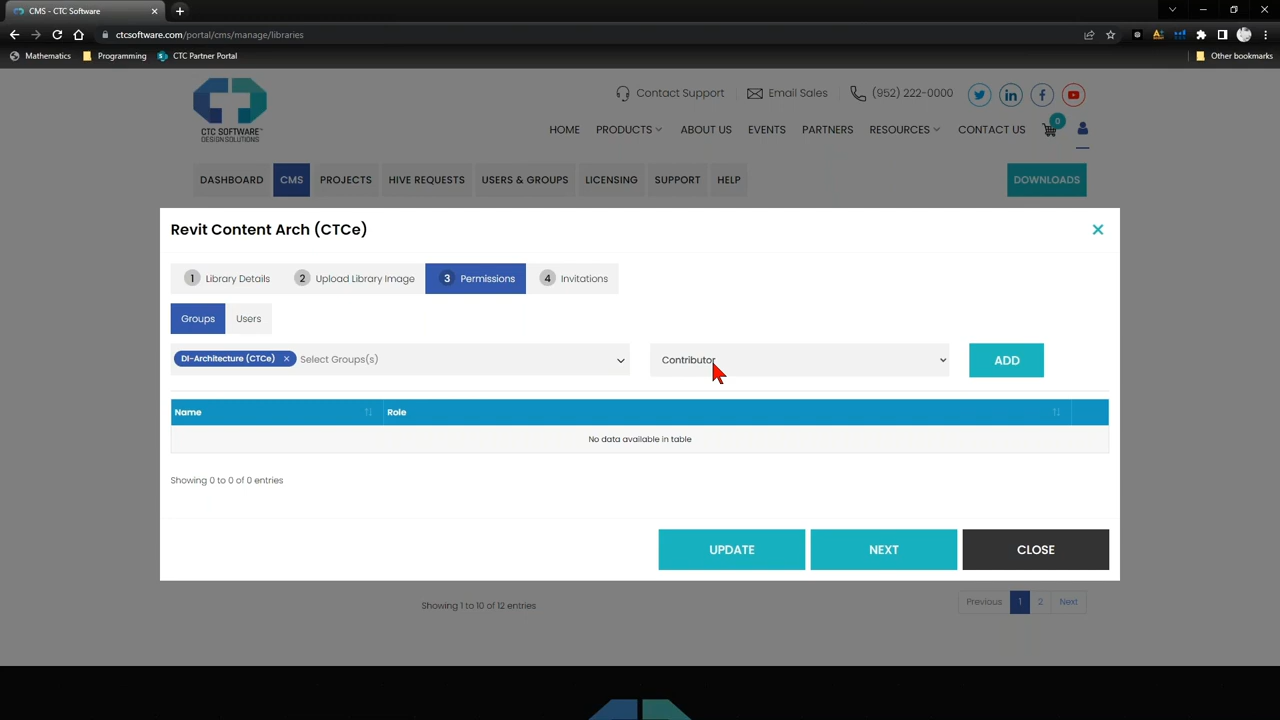 CMS - CTC Software
ctcsoftware.com/portal/cms/manage/libraries
Mathematics Programming CTC Partner Portal Other bookmarks
Contact Support Email Sales (952) 222-0000
CTC SOFTWARE™
DESIGN SOLUTIONS
HOME PRODUCTS ABOUT US EVENTS PARTNERS RESOURCES CONTACT US 0
DASHBOARD CMS PROJECTS HIVE REQUESTS USERS & GROUPS LICENSING SUPPORT HELP DOWNLOADS
Revit Content Arch (CTCe)
1 Library Details 2 Upload Library Image 3 Permissions 4 Invitations
Groups Users
DI-Architecture (CTCe) × Select Groups(s) Contributor ADD
Name Role
No data available in table
Showing 0 to 0 of 0 entries
UPDATE NEXT CLOSE
Showing 1 to 10 of 12 entries Previous 1 2 Next